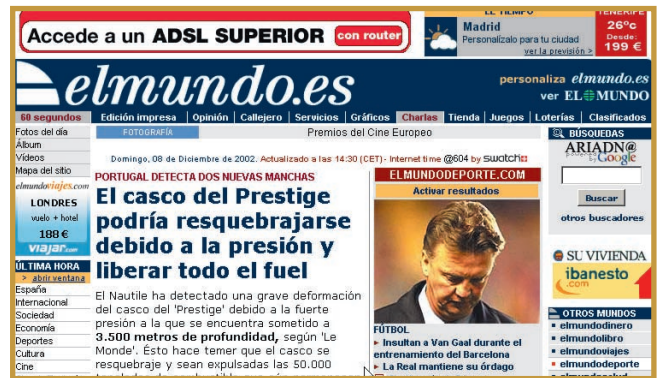 Accede a un ADSL SUPERIOR con router
EL TIEMPO
Madrid
Personalízalo para tu ciudad
ver la previsión >
TENERIFE
26ºc
Desde:
199 €
elmundo.es
personaliza elmundo.es
ver EL MUNDO
60 segundos | Edición impresa | Opinión | Callejero | Servicios | Gráficos | Charlas | Tienda | Juegos | Loterías | Clasificados
Fotos del día
Álbum
Vídeos
Mapa del sitio
elmundoviajes.com
LONDRES
vuelo + hotel
188 €
viajar.com
ÚLTIMA HORA
> abrir ventana
España
Internacional
Sociedad
Economía
Deportes
Cultura
Cine
FOTOGRAFÍA
Premios del Cine Europeo
Domingo, 08 de Diciembre de 2002. Actualizado a las 14:30 (CET)- Internet time @604 by swatch
PORTUGAL DETECTA DOS NUEVAS MANCHAS
El casco del Prestige
podría resquebrajarse
debido a la presión y
liberar todo el fuel
El Nautile ha detectado una grave deformación
del casco del 'Prestige' debido a la fuerte
presión a la que se encuentra sometido a
3.500 metros de profundidad, según 'Le
Monde'. Ésto hace temer que el casco se
resquebraje y sean expulsadas las 50.000
ELMUNDODEPORTE.COM
Activar resultados
FÚTBOL
Insultan a Van Gaal durante el
entrenamiento del Barcelona
La Real mantiene su órdago
BÚSQUEDAS
ARIADN@
Google
Buscar
otros buscadores
SU VIVIENDA
ibanesto
.com
OTROS MUNDOS
elmundodinero
elmundolibro
elmundoviajes
elmundodeporte